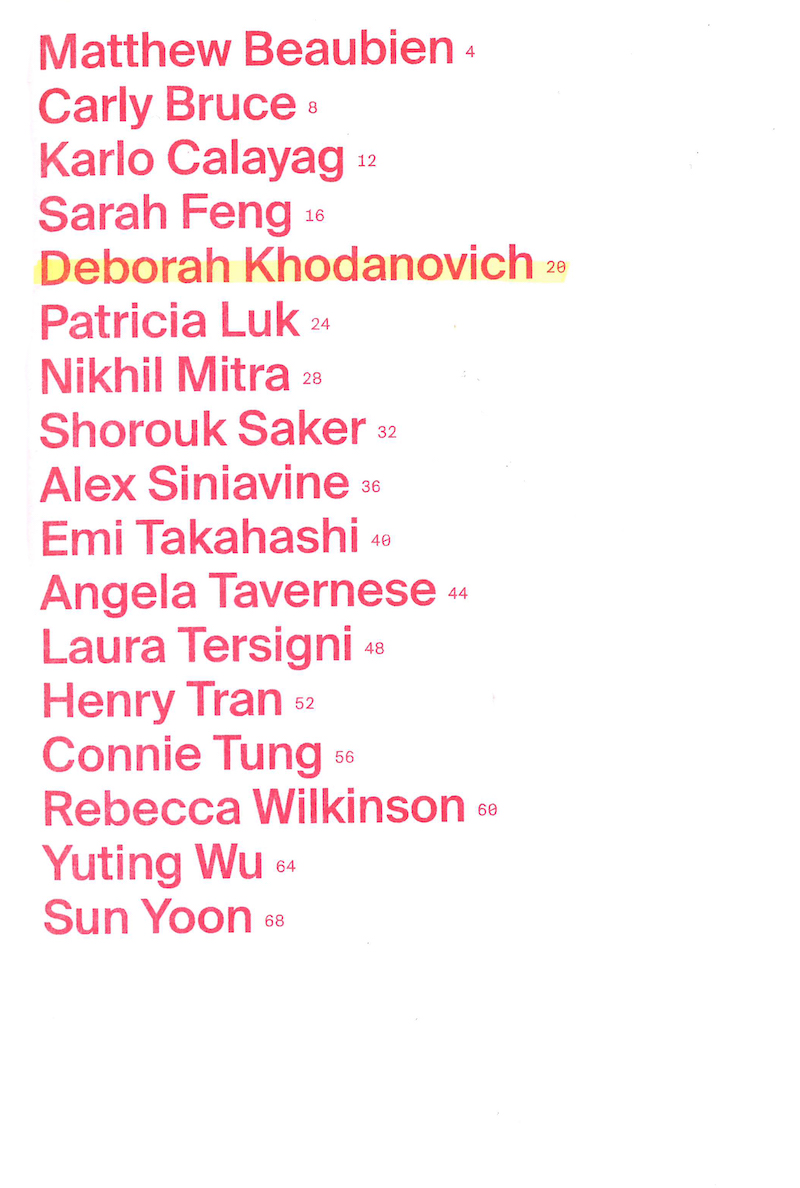 Matthew Beaubien 4
Carly Bruce 8
Karlo Calayag 12
Sarah Feng 16
Deborah Khodanovich 20
Patricia Luk 24
Nikhil Mitra 28
Shorouk Saker 32
Alex Siniavine 36
Emi Takahashi 40
Angela Tavernese 44
Laura Tersigni 48
Henry Tran 52
Connie Tung 56
Rebecca Wilkinson 60
Yuting Wu 64
Sun Yoon 68